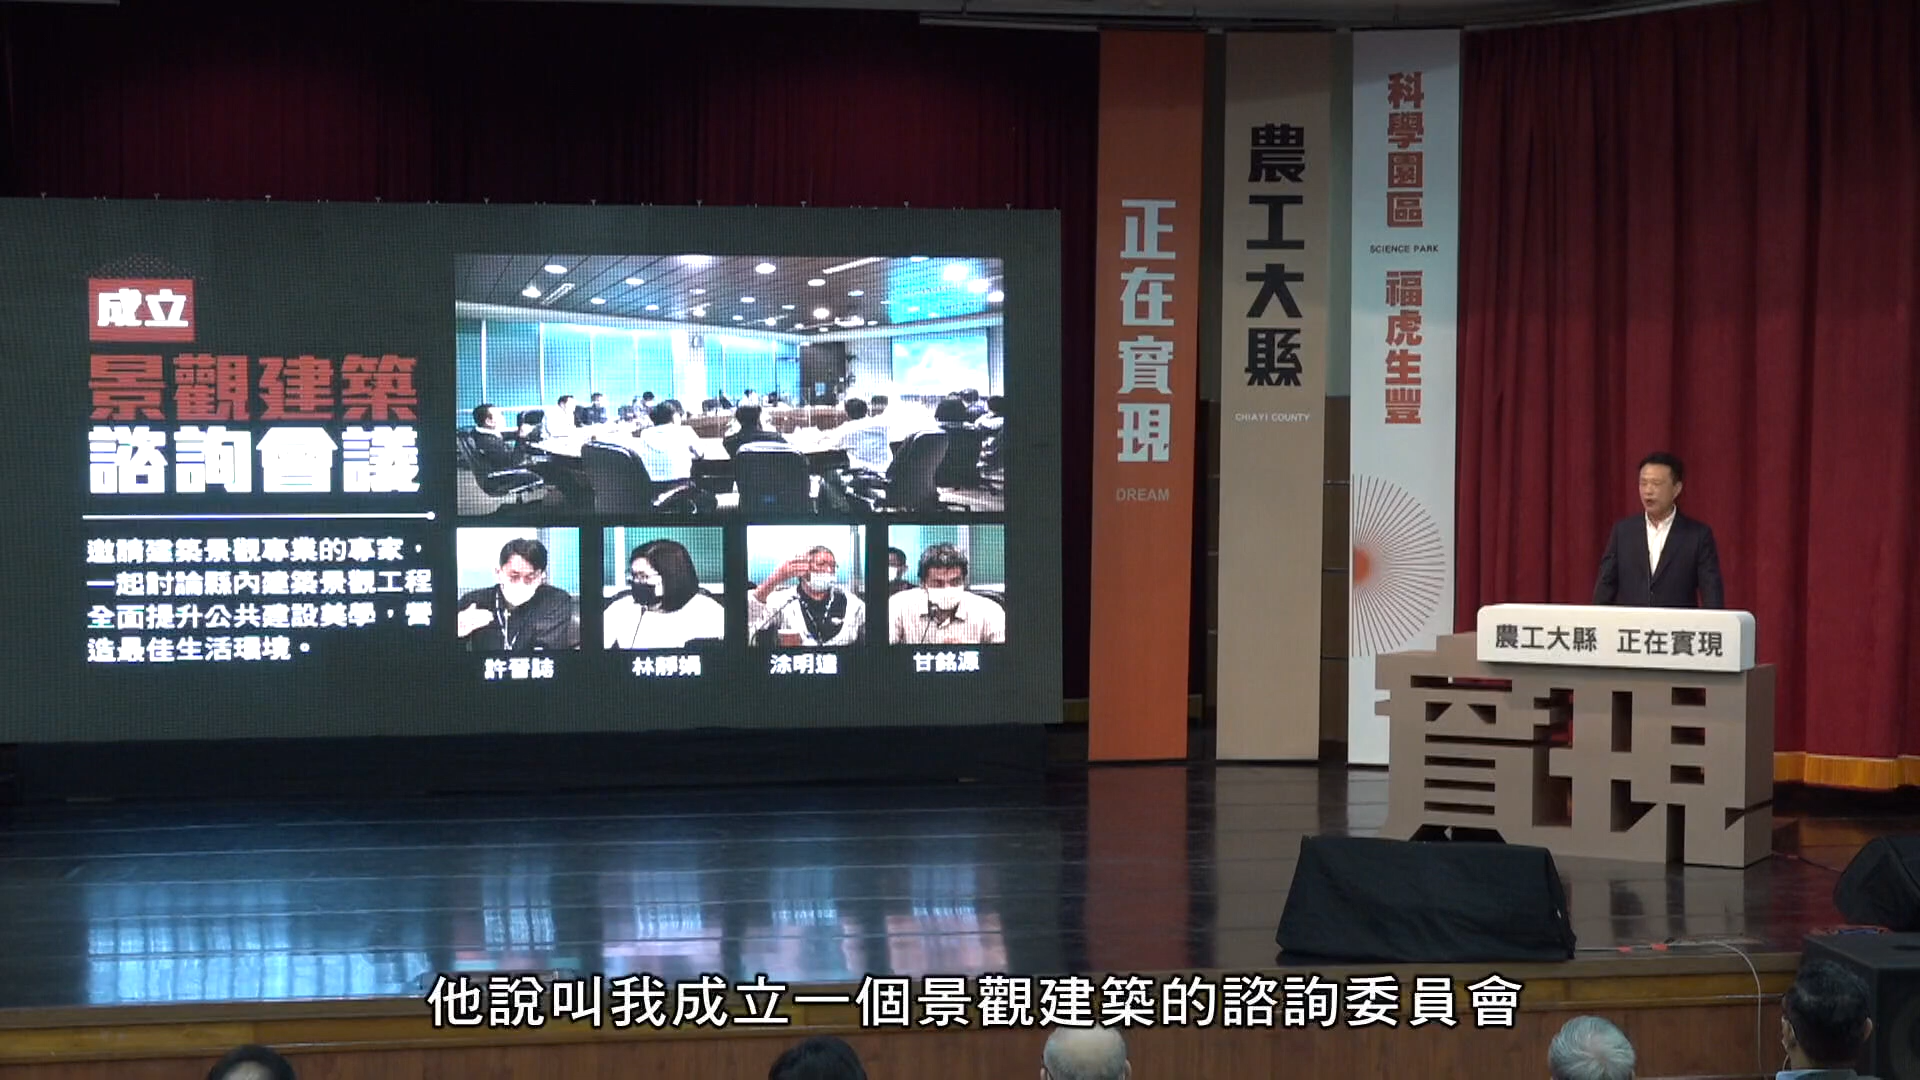 成立
景觀建築
諮詢會議
邀請建築景觀專業的專家，
一起討論縣內建築景觀工程
全面提升公共建設美學，營
造最佳生活環境。
許晉誌
林靜娟
涂明達
甘銘源
正在實現
DREAM
農工大縣
CHIAYI COUNTY
科學園區
SCIENCE PARK
福虎生豐
農工大縣 正在實現
實現
他說叫我成立一個景觀建築的諮詢委員會